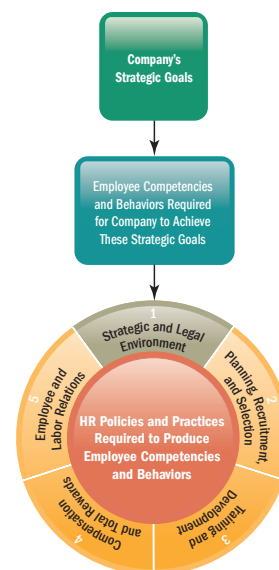 Company's
Strategic Goals
Employee Competencies
and Behaviors Required
for Company to Achieve
These Strategic Goals
1
Strategic and Legal
Environment
2
Planning, Recruitment,
and Selection
3
Training and
Development
4
Compensation
and Total Rewards
5
Employee and
Labor Relations
HR Policies and Practices
Required to Produce
Employee Competencies
and Behaviors